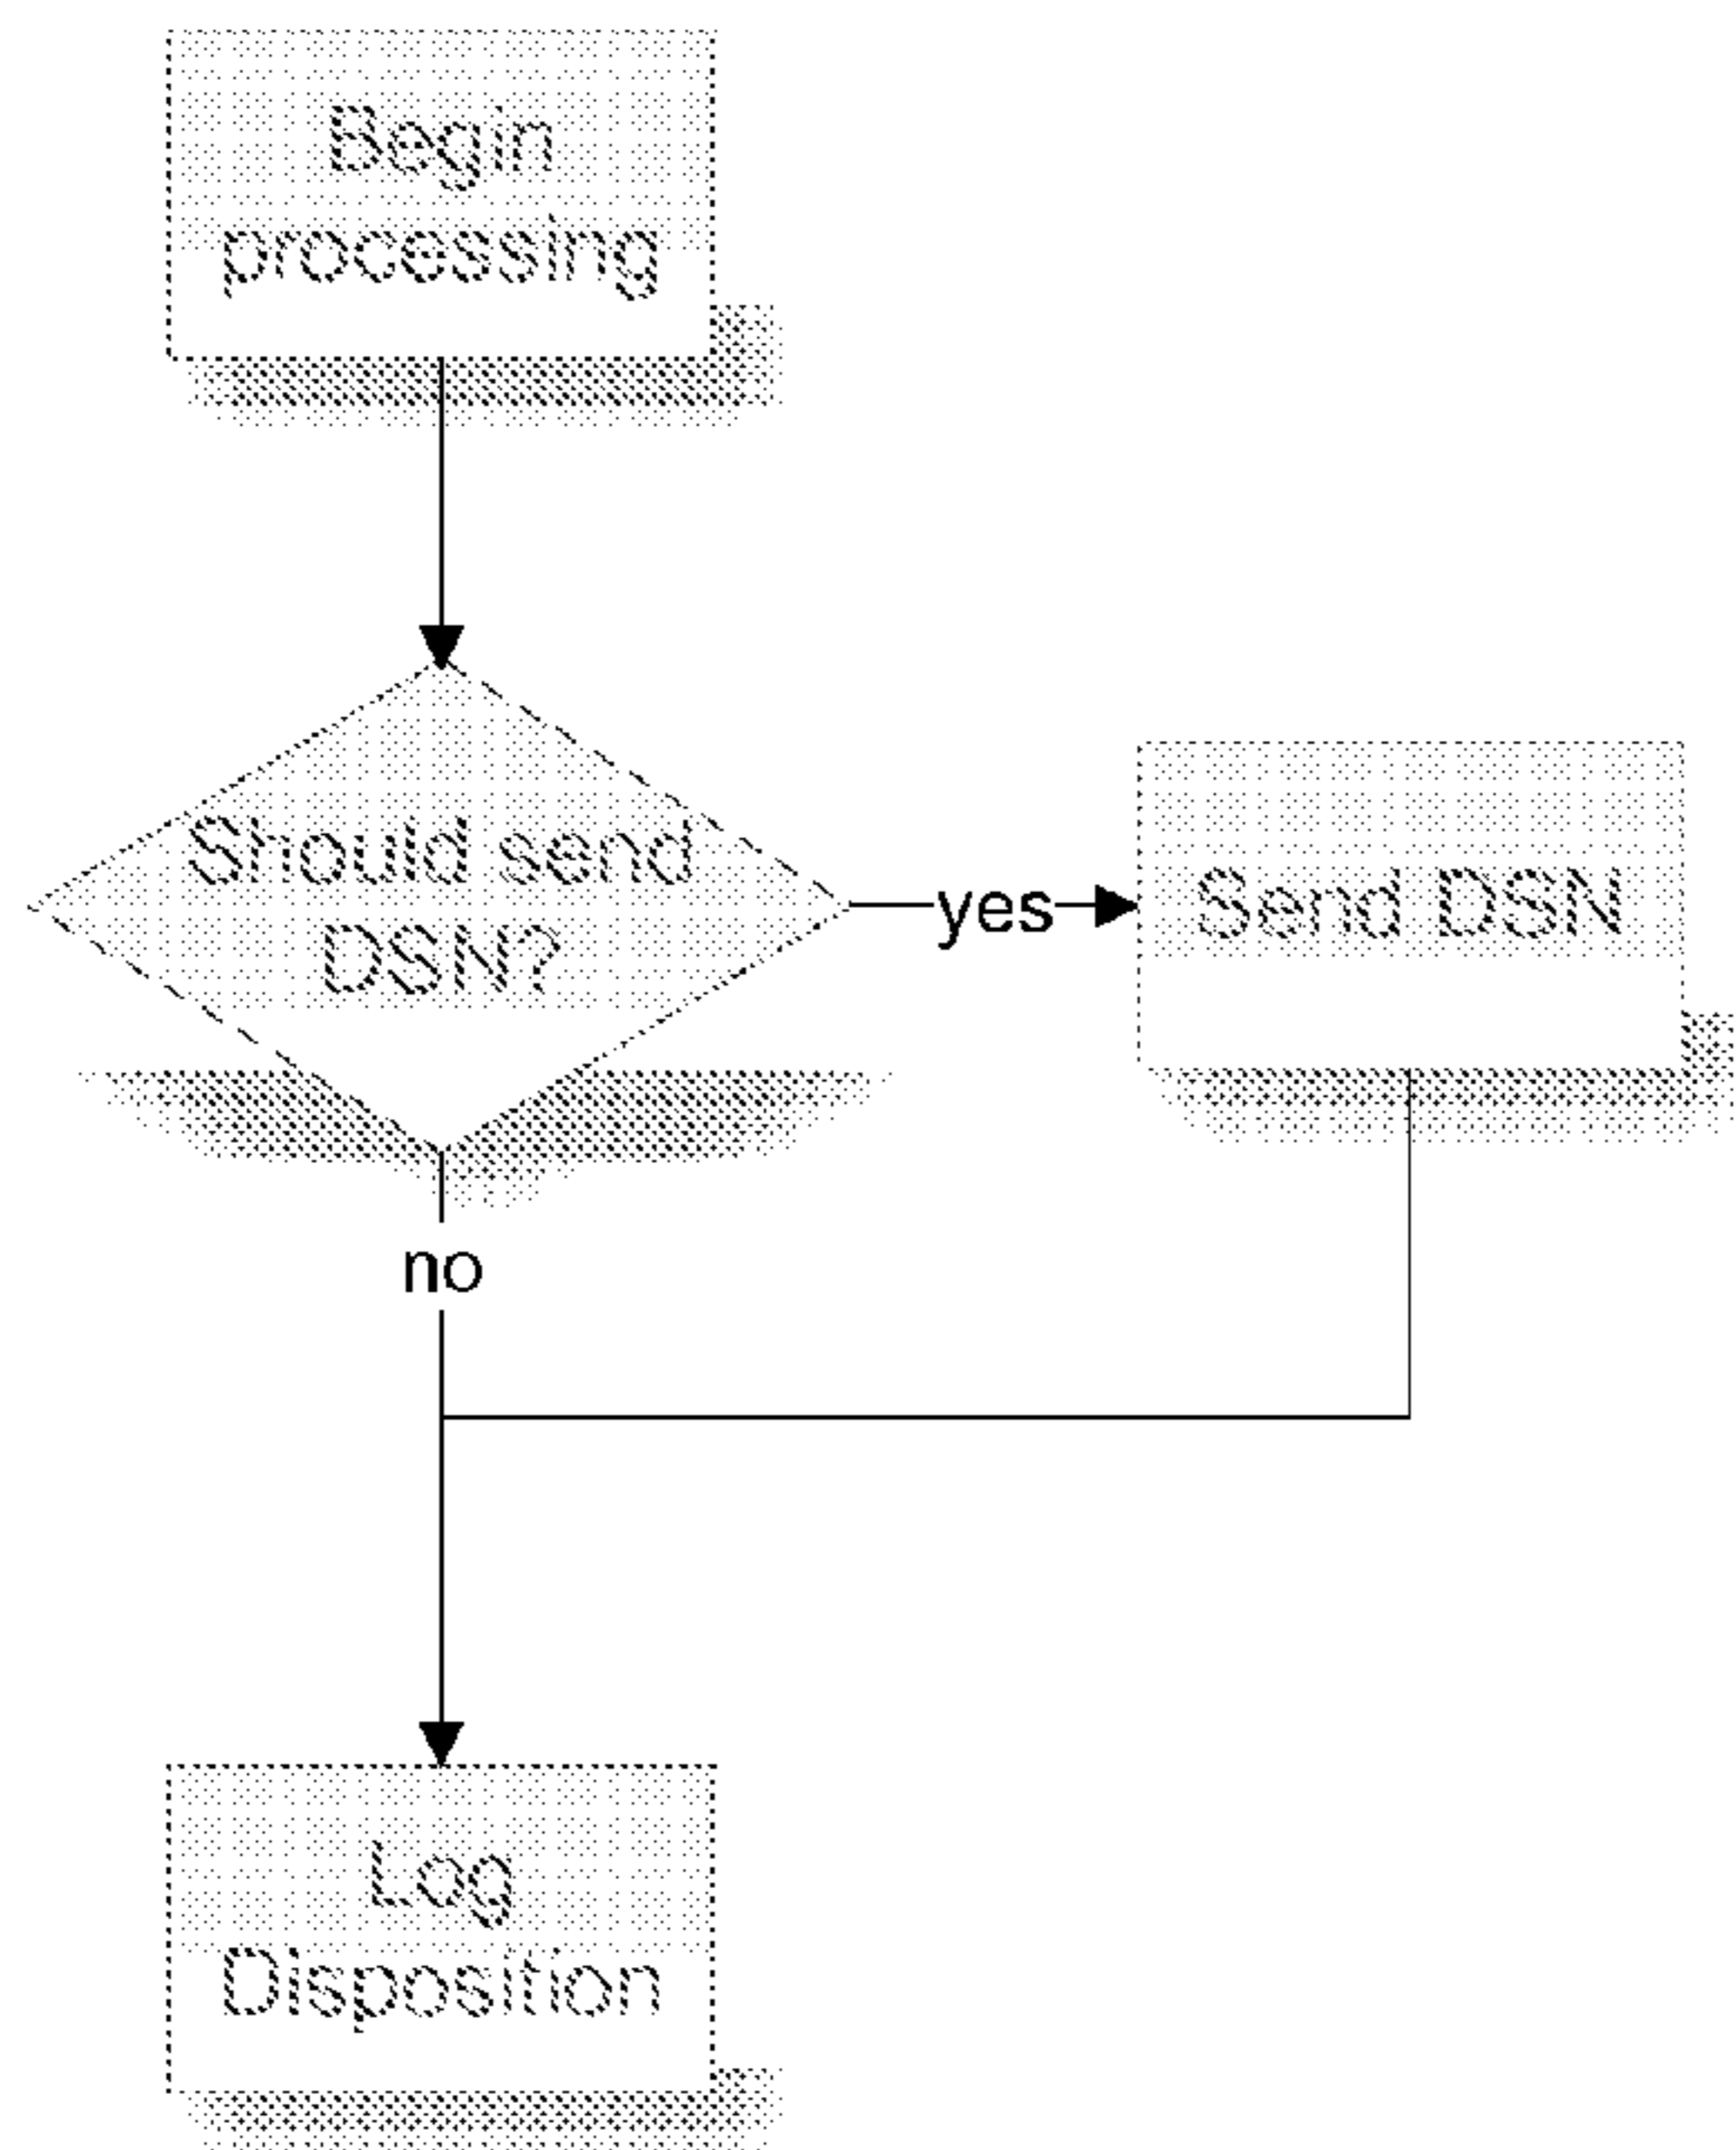 Begin
processing
Should send
DSN?
yes
Send DSN
no
Log
Disposition